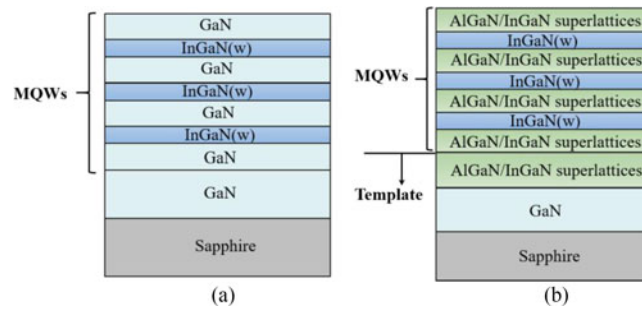 GaN
InGaN(w)
GaN
MQWs
InGaN(w)
GaN
InGaN(w)
GaN
GaN
Sapphire
(a)
AlGaN/InGaN superlattices
InGaN(w)
AlGaN/InGaN superlattices
MQWs
InGaN(w)
AlGaN/InGaN superlattices
InGaN(w)
AlGaN/InGaN superlattices
AlGaN/InGaN superlattices
Template
GaN
Sapphire
(b)